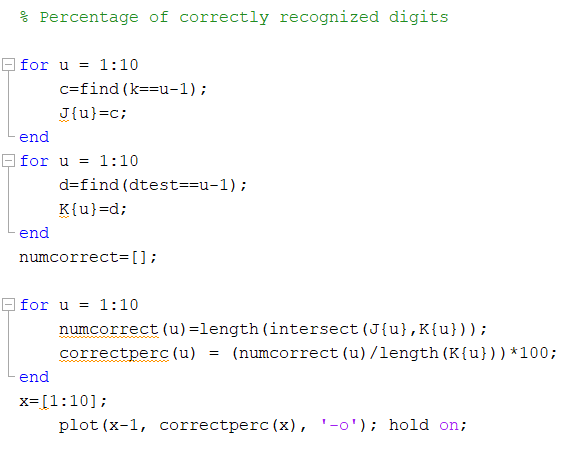 % Percentage of correctly recognized digits
for u = 1:10
c=find(k==u-1);
J{u}=c;
end
for u = 1:10
d=find(dtest==u-1);
K{u}=d;
end
numcorrect=[];
for u = 1:10
numcorrect(u)=length(intersect(J{u},K{u}));
correctperc(u) = (numcorrect(u)/length(K{u}))*100;
end
x=[1:10];
plot(x-1, correctperc(x), '-o'); hold on;